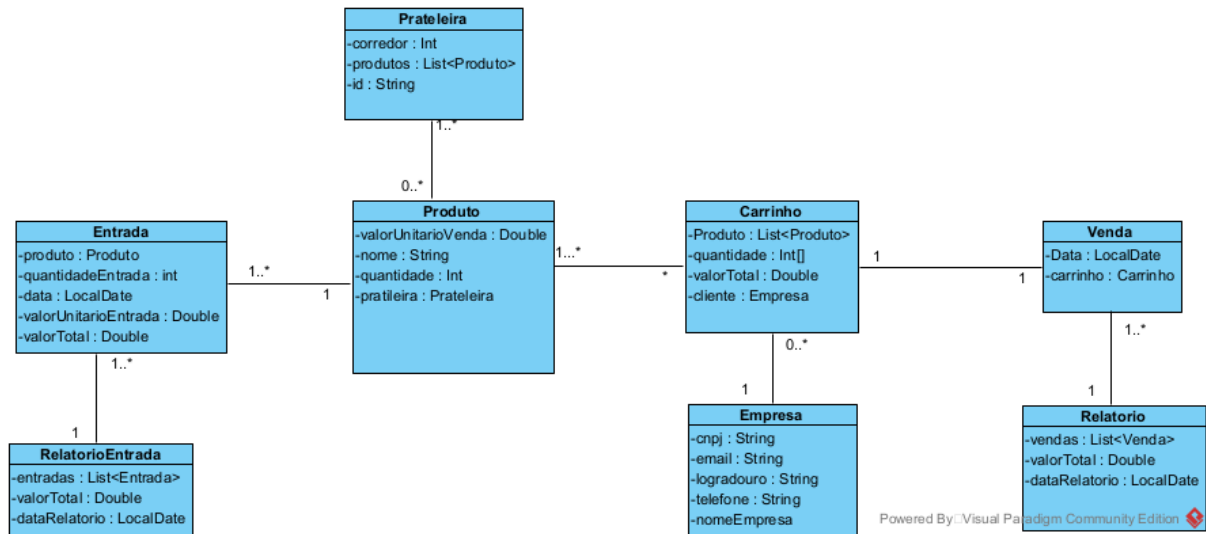 Prateleira
-corredor : Int
-produtos : List<Produto>
-id : String
1..*
0..*
Produto
-valorUnitarioVenda : Double
-nome : String
-quantidade : Int
-pratileira : Prateleira
Entrada
-produto : Produto
-quantidadeEntrada : int
-data : LocalDate
-valorUnitarioEntrada : Double
-valorTotal : Double
1..*
1
1...*
*
Carrinho
-Produto : List<Produto>
-quantidade : Int[]
-valorTotal : Double
-cliente : Empresa
1
1
Venda
-Data : LocalDate
-carrinho : Carrinho
1..*
1
RelatorioEntrada
-entradas : List<Entrada>
-valorTotal : Double
-dataRelatorio : LocalDate
0..*
1
Empresa
-cnpj : String
-email : String
-logradouro : String
-telefone : String
-nomeEmpresa
1..*
1
Relatorio
-vendas : List<Venda>
-valorTotal : Double
-dataRelatorio : LocalDate
Powered By Visual Paradigm Community Edition